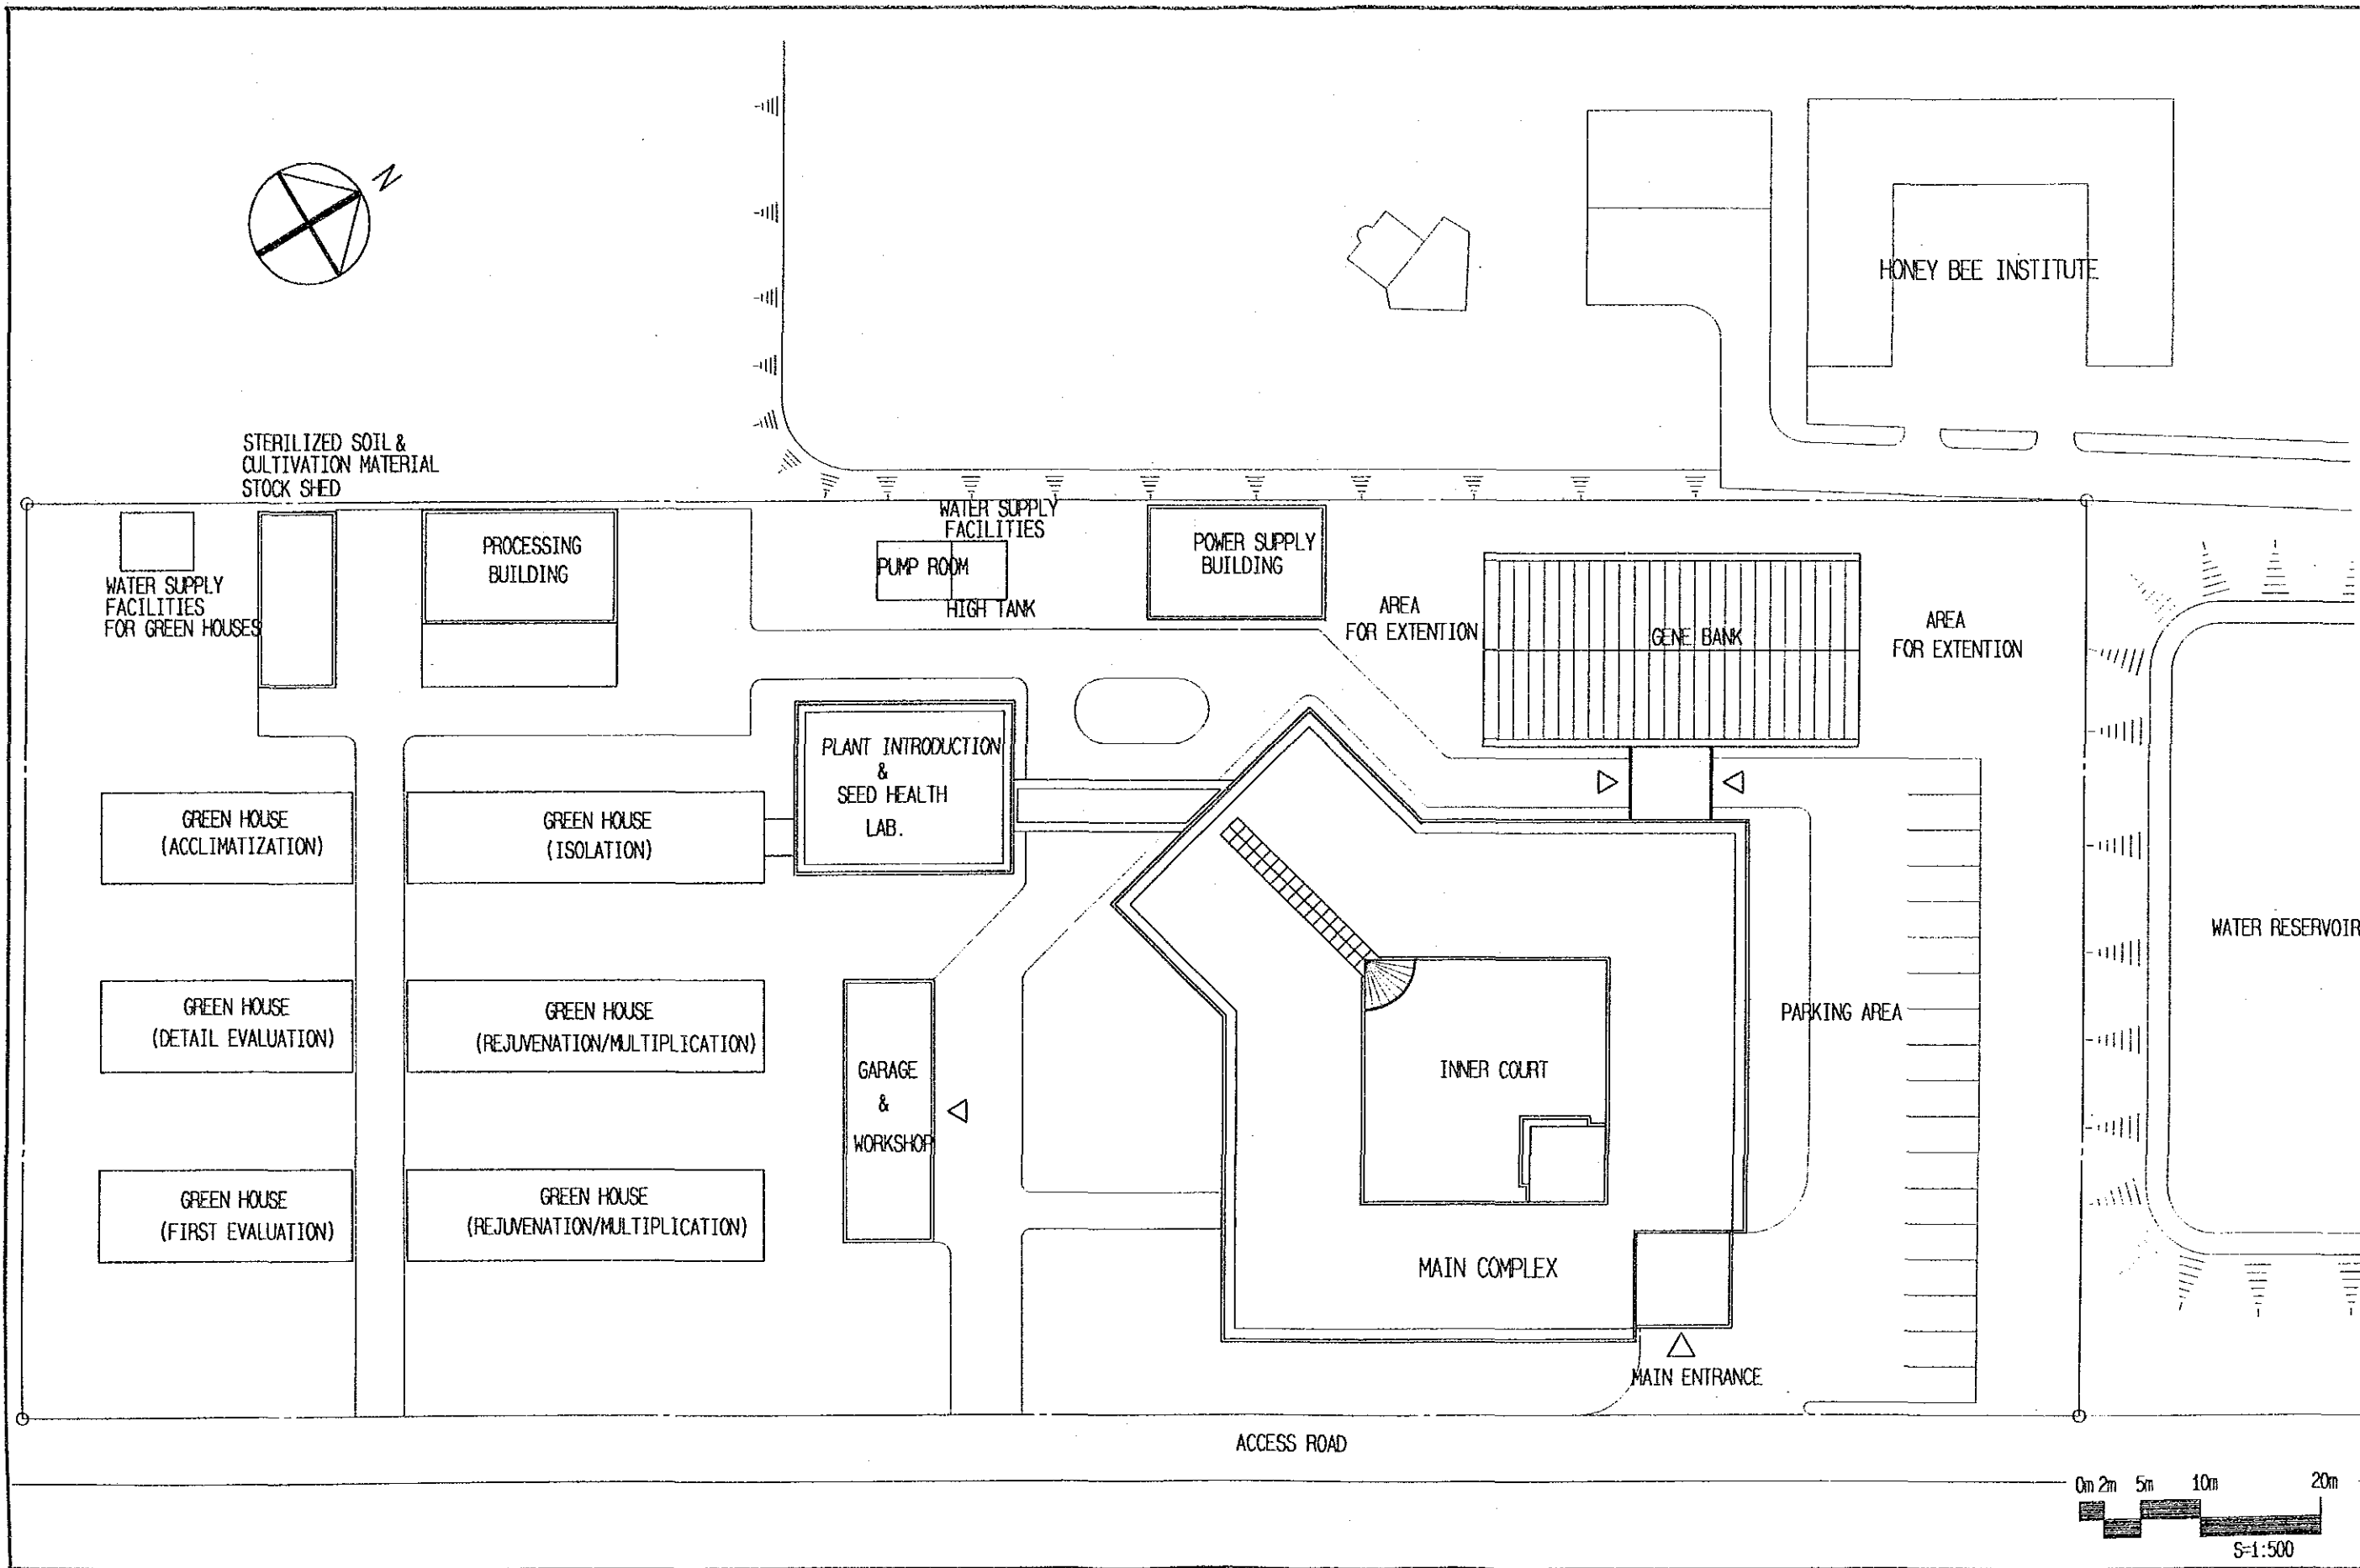 N
HONEY BEE INSTITUTE
STERILIZED SOIL &
CULTIVATION MATERIAL
STOCK SHED
WATER SUPPLY
FACILITIES
FOR GREEN HOUSES
PROCESSING
BUILDING
WATER SUPPLY
FACILITIES
PUMP ROOM
HIGH TANK
POWER SUPPLY
BUILDING
AREA
FOR EXTENTION
GENE BANK
AREA
FOR EXTENTION
PLANT INTRODUCTION
&
SEED HEALTH
LAB.
GREEN HOUSE
(ACCLIMATIZATION)
GREEN HOUSE
(ISOLATION)
WATER RESERVOIR
GREEN HOUSE
(DETAIL EVALUATION)
GREEN HOUSE
(REJUVENATION/MULTIPLICATION)
GARAGE
&
WORKSHOP
INNER COURT
PARKING AREA
GREEN HOUSE
(FIRST EVALUATION)
GREEN HOUSE
(REJUVENATION/MULTIPLICATION)
MAIN COMPLEX
MAIN ENTRANCE
ACCESS ROAD
0m 2m 5m 10m 20m
S=1:500